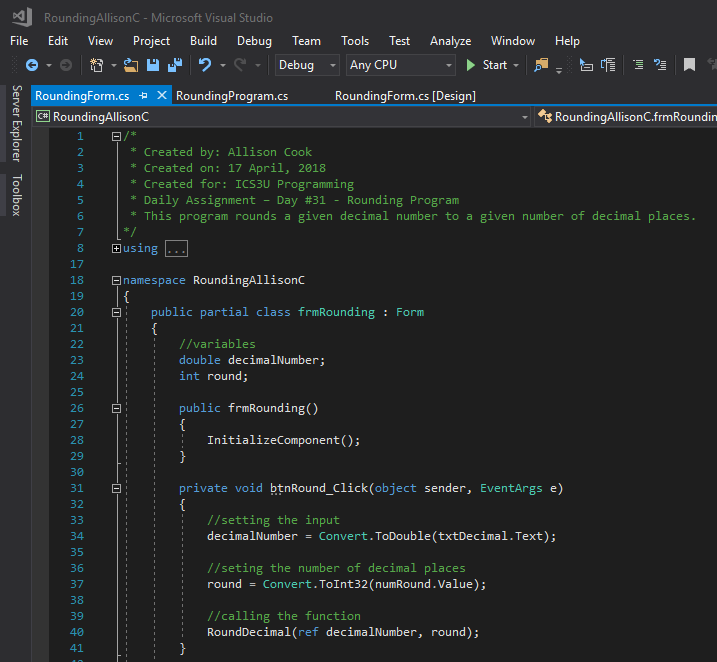 RoundingAllisonC - Microsoft Visual Studio
File Edit View Project Build Debug Team Tools Test Analyze Window Help
Debug Any CPU Start
RoundingForm.cs RoundingProgram.cs RoundingForm.cs [Design]
C# RoundingAllisonC RoundingAllisonC.frmRoundin
Server Explorer
Toolbox
1 /*
2 * Created by: Allison Cook
3 * Created on: 17 April, 2018
4 * Created for: ICS3U Programming
5 * Daily Assignment – Day #31 - Rounding Program
6 * This program rounds a given decimal number to a given number of decimal places.
7 */
8 using ...
17
18 namespace RoundingAllisonC
19 {
20 public partial class frmRounding : Form
21 {
22 //variables
23 double decimalNumber;
24 int round;
25
26 public frmRounding()
27 {
28 InitializeComponent();
29 }
30
31 private void btnRound_Click(object sender, EventArgs e)
32 {
33 //setting the input
34 decimalNumber = Convert.ToDouble(txtDecimal.Text);
35
36 //seting the number of decimal places
37 round = Convert.ToInt32(numRound.Value);
38
39 //calling the function
40 RoundDecimal(ref decimalNumber, round);
41 }